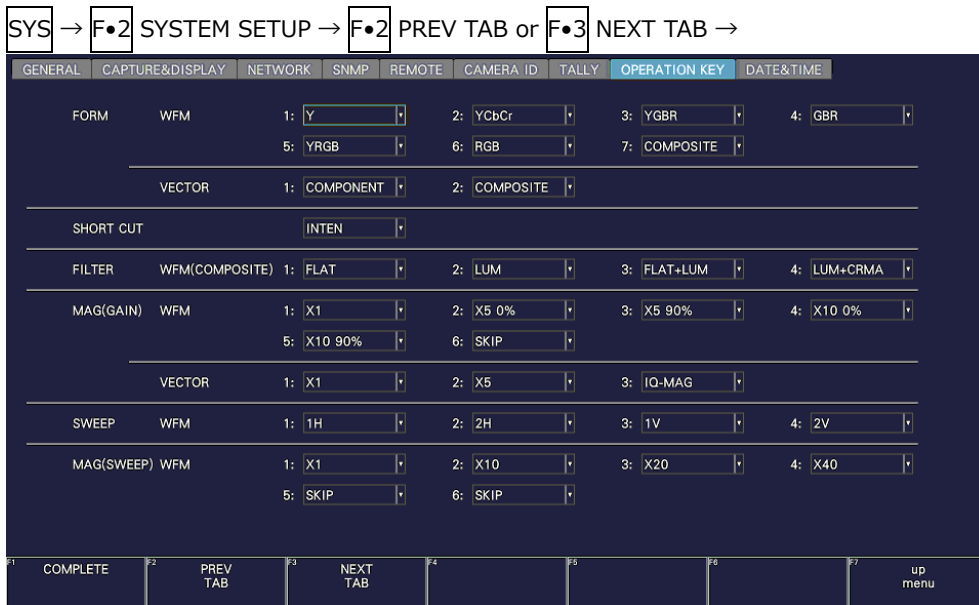 SYS → F•2 SYSTEM SETUP → F•2 PREV TAB or F•3 NEXT TAB →
GENERAL CAPTURE&DISPLAY NETWORK SNMP REMOTE CAMERA ID TALLY OPERATION KEY DATE&TIME
FORM WFM 1: Y 2: YCbCr 3: YGBR 4: GBR
5: YRGB 6: RGB 7: COMPOSITE
VECTOR 1: COMPONENT 2: COMPOSITE
SHORT CUT INTEN
FILTER WFM(COMPOSITE) 1: FLAT 2: LUM 3: FLAT+LUM 4: LUM+CRMA
MAG(GAIN) WFM 1: X1 2: X5 0% 3: X5 90% 4: X10 0%
5: X10 90% 6: SKIP
VECTOR 1: X1 2: X5 3: IQ-MAG
SWEEP WFM 1: 1H 2: 2H 3: 1V 4: 2V
MAG(SWEEP) WFM 1: X1 2: X10 3: X20 4: X40
5: SKIP 6: SKIP
F1 COMPLETE F2 PREV TAB F3 NEXT TAB F4 F5 F6 F7 up menu